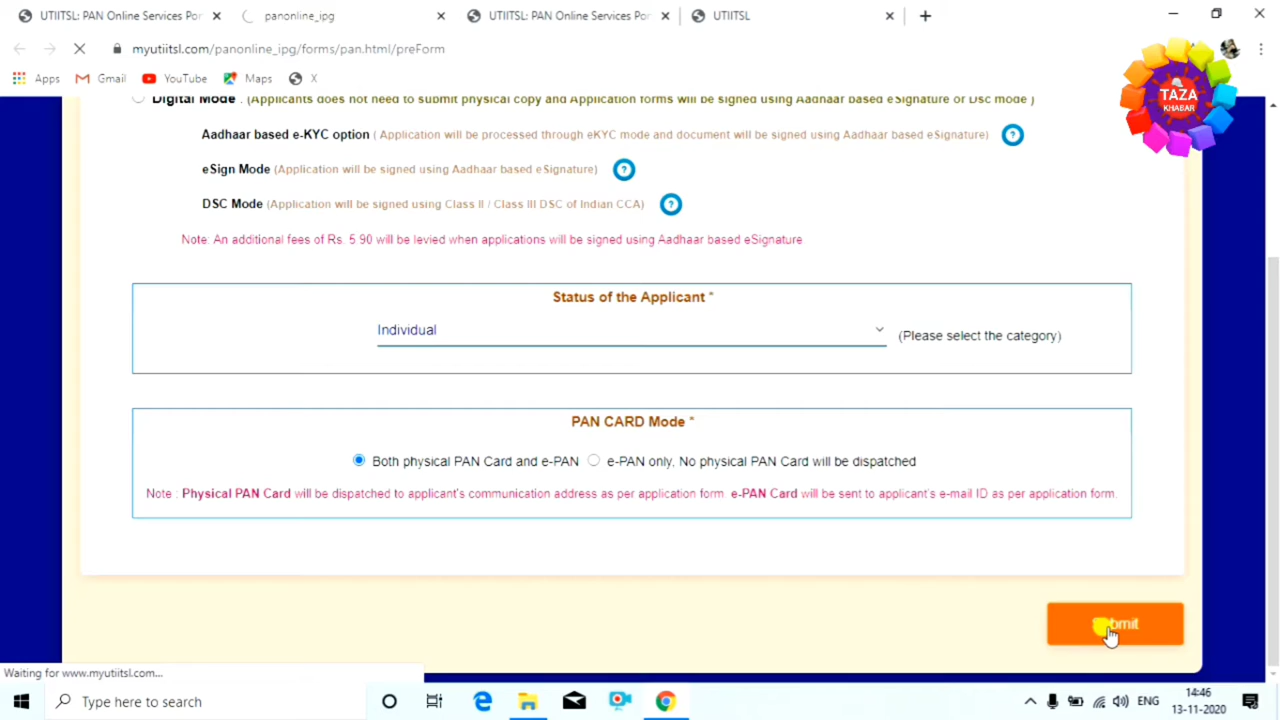 UTIITSL: PAN Online Services Por
panonline_ipg
UTIITSL: PAN Online Services Por
UTIITSL
myutiitsl.com/panonline_ipg/forms/pan.html/preForm
Apps Gmail YouTube Maps X
TAZA
KHABAR
Digital Mode : (Applicants does not need to submit physical copy and Application forms will be signed using Aadhaar based eSignature or Dsc mode )
Aadhaar based e-KYC option ( Application will be processed through eKYC mode and document will be signed using Aadhaar based eSignature) ?
eSign Mode (Application will be signed using Aadhaar based eSignature) ?
DSC Mode (Application will be signed using Class II / Class III DSC of Indian CCA) ?
Note: An additional fees of Rs. 5.90 will be levied when applications will be signed using Aadhaar based eSignature.
Status of the Applicant *
Individual (Please select the category)
PAN CARD Mode *
Both physical PAN Card and e-PAN e-PAN only, No physical PAN Card will be dispatched
Note : Physical PAN Card will be dispatched to applicant's communication address as per application form. e-PAN Card will be sent to applicant's e-mail ID as per application form.
Submit
Waiting for www.myutiitsl.com...
Type here to search
ENG
14:46
13-11-2020